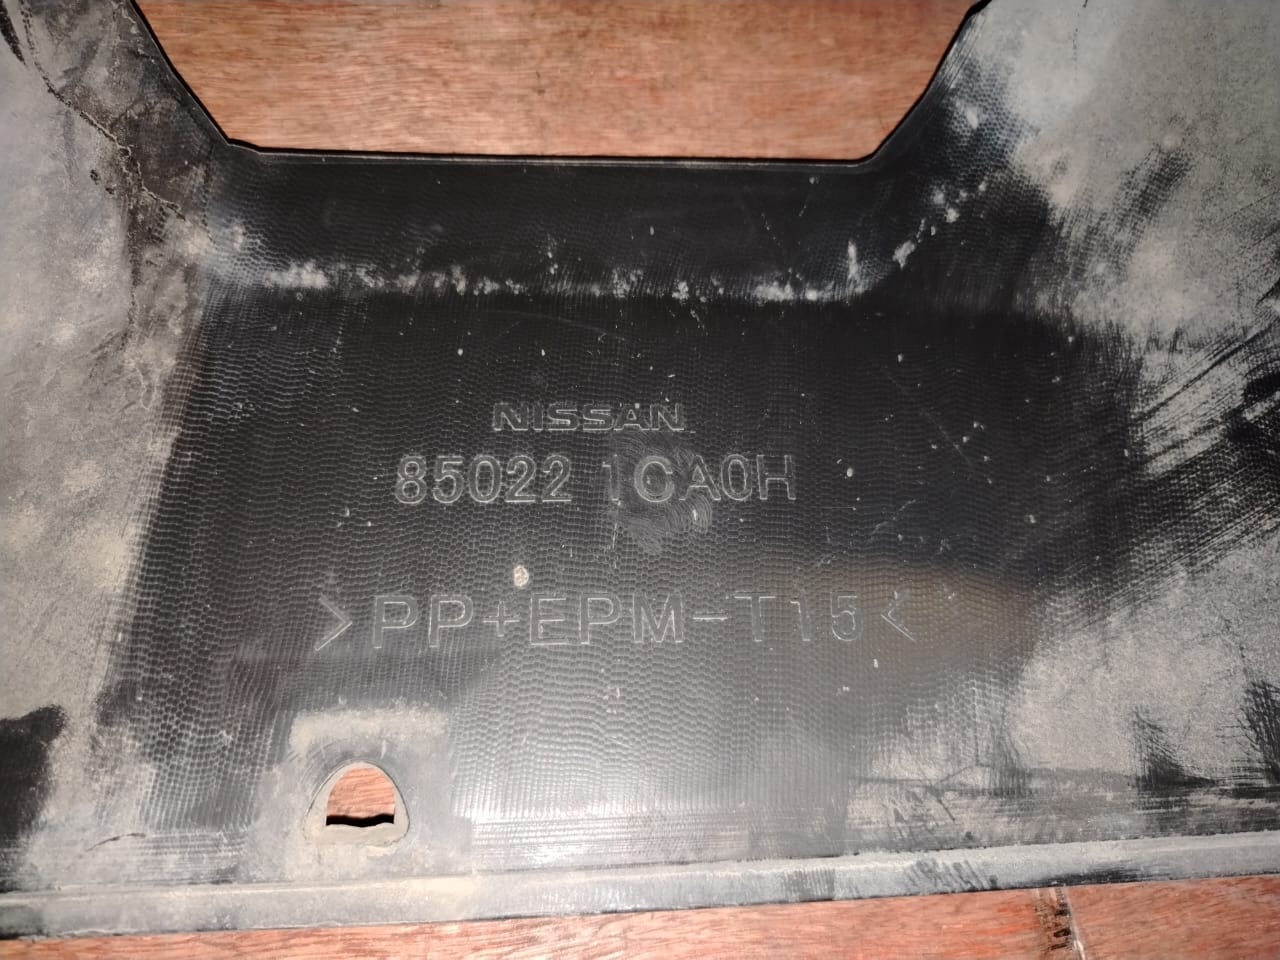 NISSAN
85022 1CA0H
>PP+EPM-T15<